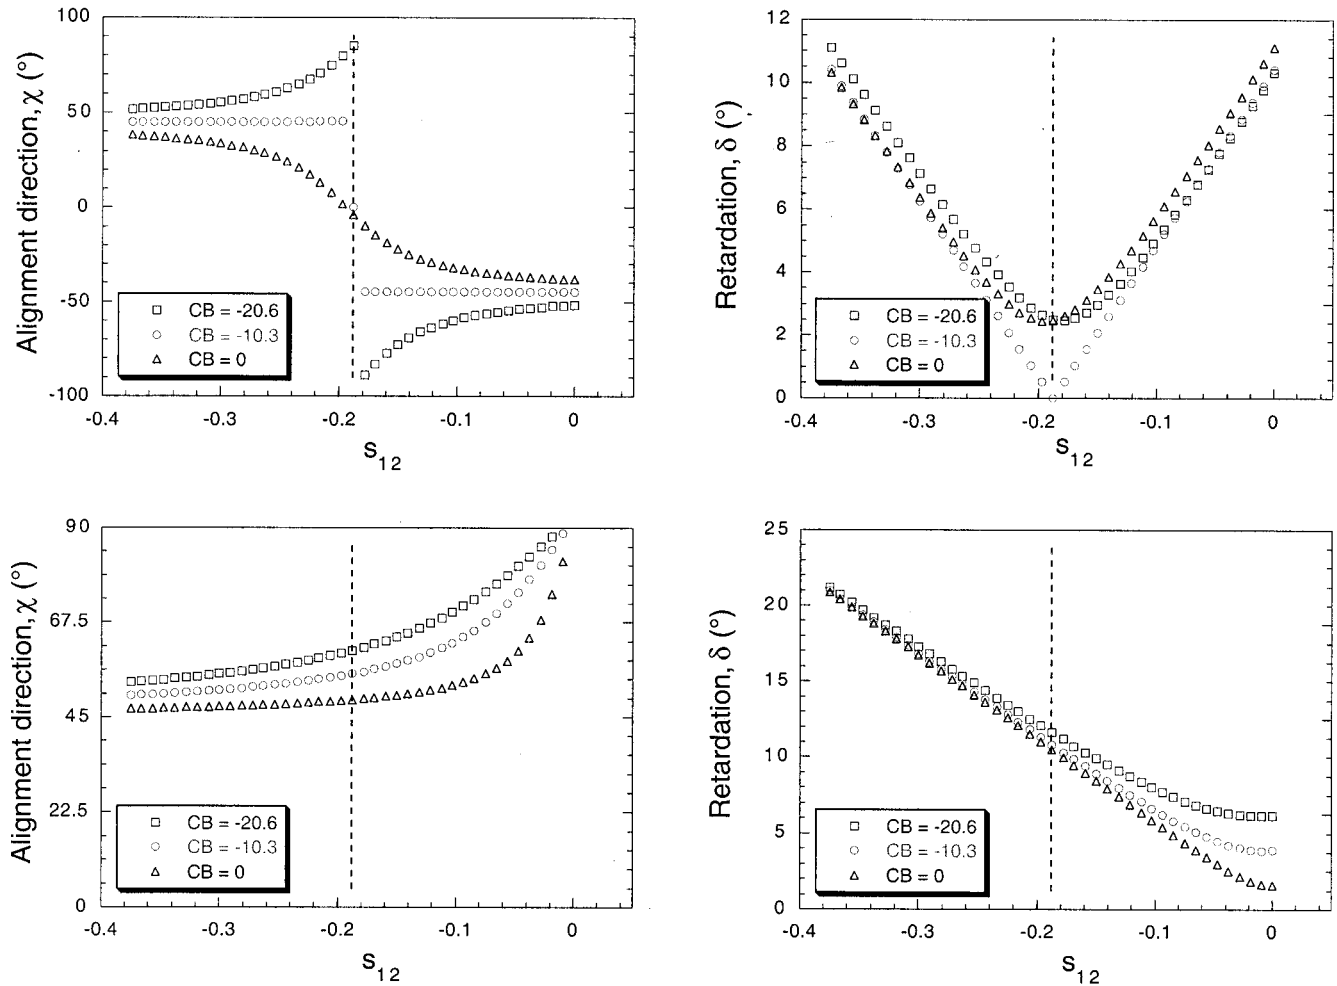 100
50
0
-50
-100
Alignment direction, χ (°)
CB = -20.6
CB = -10.3
CB = 0
-0.4
-0.3
-0.2
-0.1
0
S12
12
10
8
6
4
2
0
Retardation, δ (°)
CB = -20.6
CB = -10.3
CB = 0
-0.4
-0.3
-0.2
-0.1
0
S12
90
67.5
45
22.5
0
Alignment direction, χ (°)
CB = -20.6
CB = -10.3
CB = 0
-0.4
-0.3
-0.2
-0.1
0
S12
25
20
15
10
5
0
Retardation, δ (°)
CB = -20.6
CB = -10.3
CB = 0
-0.4
-0.3
-0.2
-0.1
0
S12